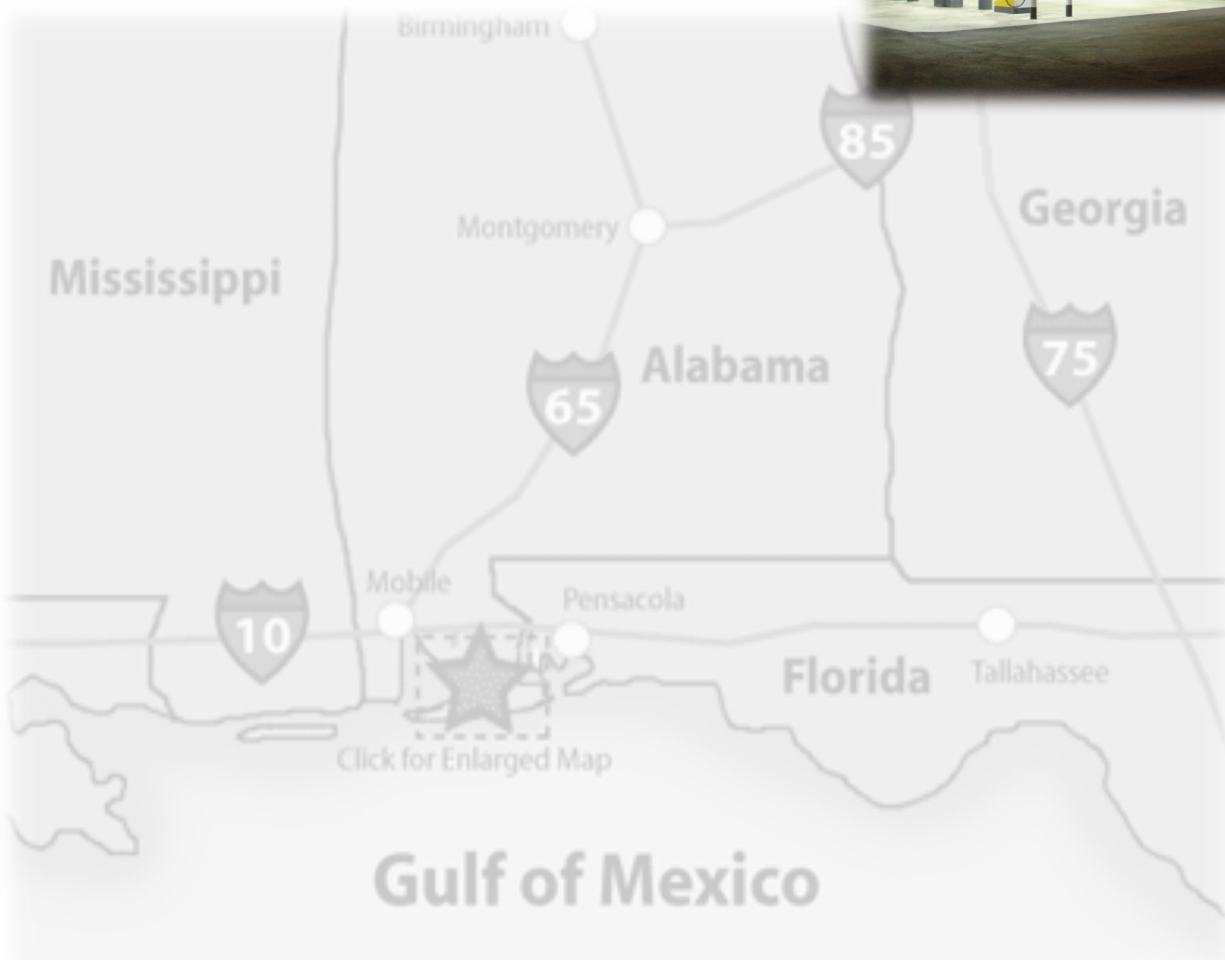 Birmingham
85
Georgia
Montgomery
Mississippi
75
Alabama
65
Mobile
Pensacola
10
Florida
Tallahassee
Click for Enlarged Map
Gulf of Mexico